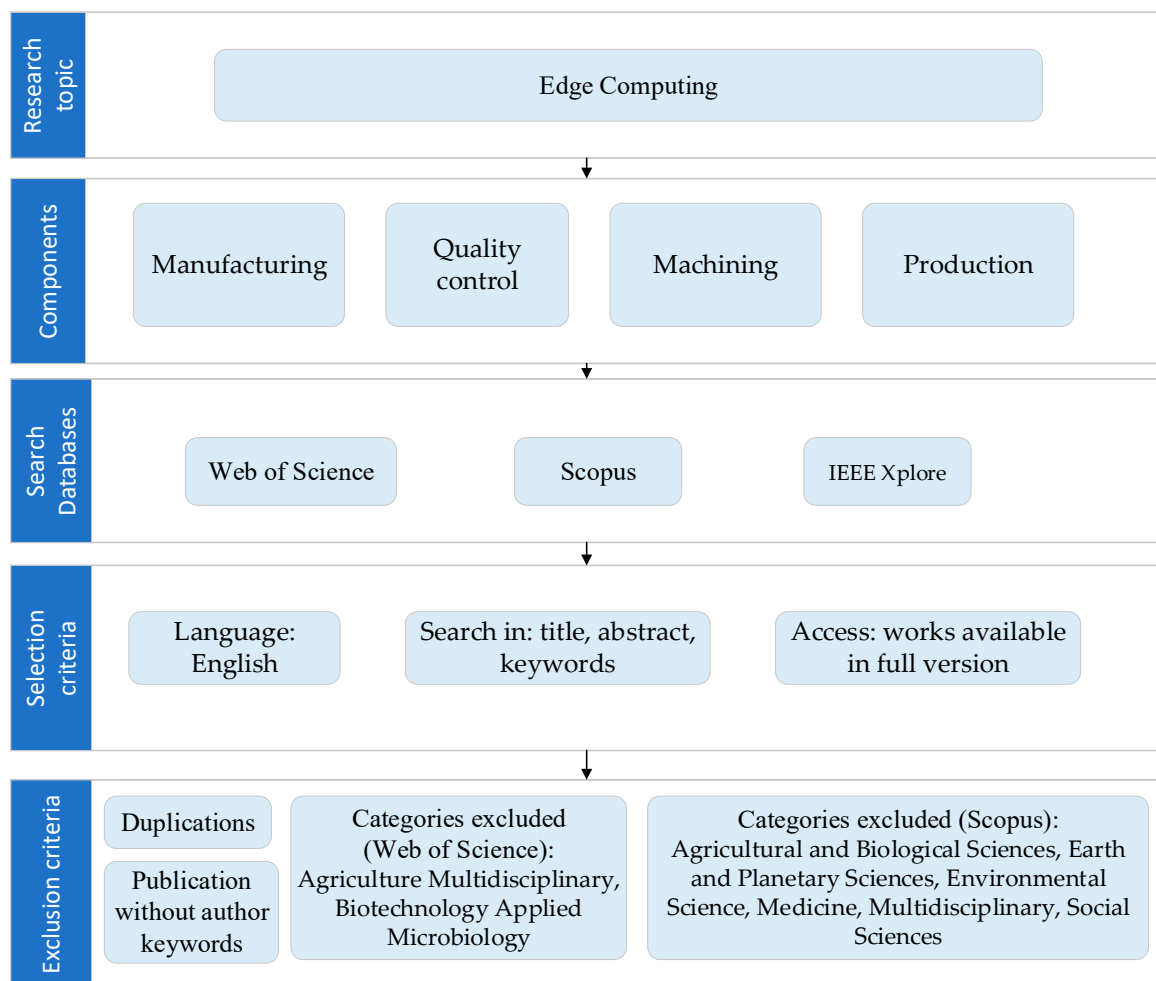 Research
topic
Edge Computing
Components
Manufacturing
Quality
control
Machining
Production
Search
Databases
Web of Science
Scopus
IEEE Xplore
Selection
criteria
Language:
English
Search in: title, abstract,
keywords
Access: works available
in full version
Exclusion criteria
Duplications
Publication
without author
keywords
Categories excluded
(Web of Science):
Agriculture Multidisciplinary,
Biotechnology Applied
Microbiology
Categories excluded (Scopus):
Agricultural and Biological Sciences, Earth
and Planetary Sciences, Environmental
Science, Medicine, Multidisciplinary, Social
Sciences